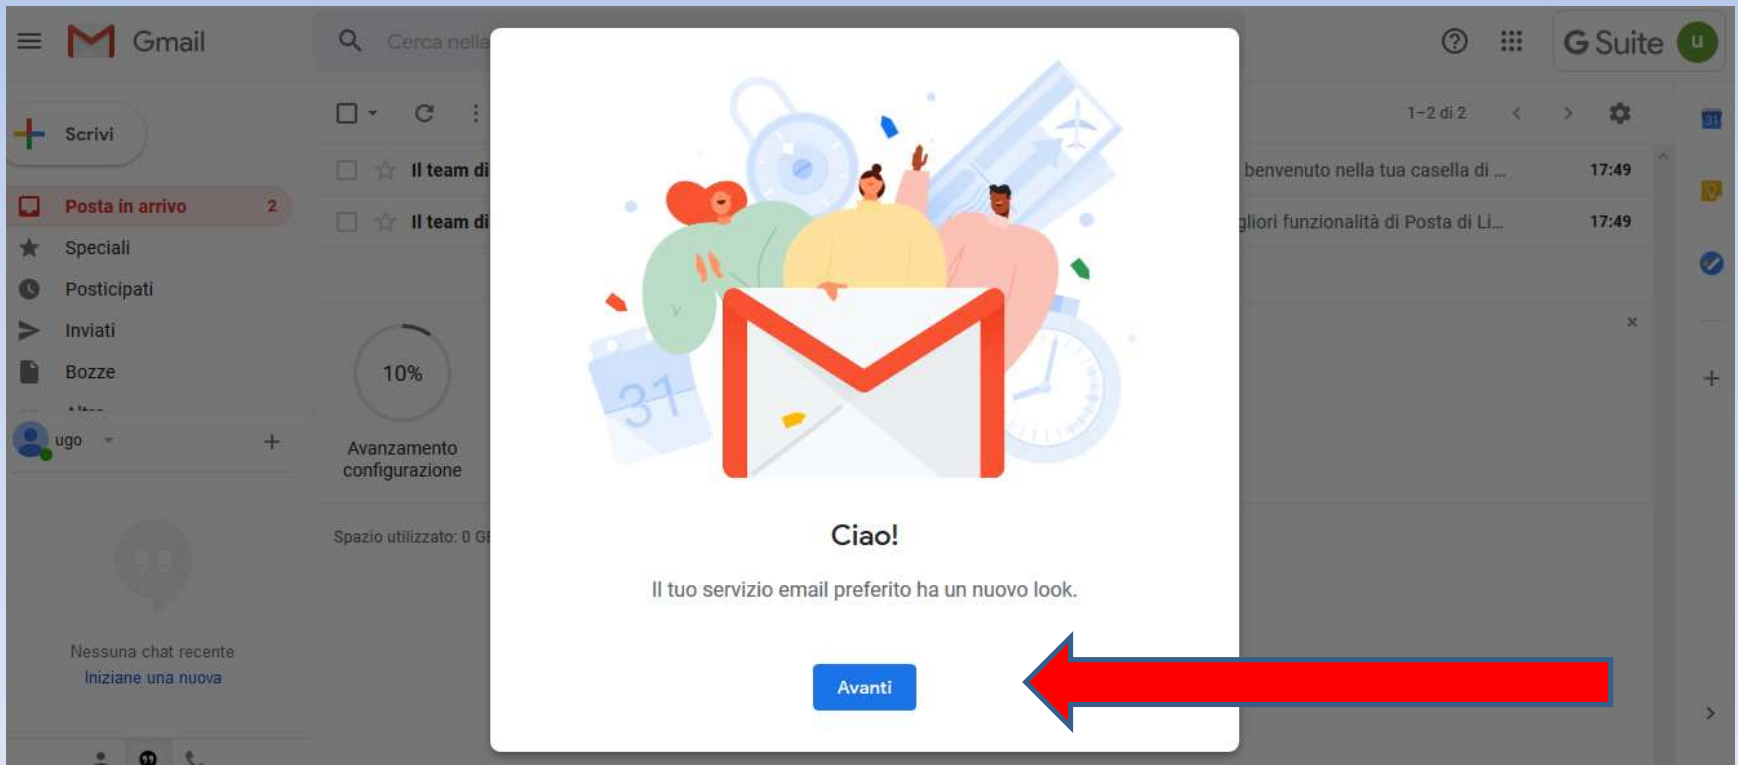 Gmail
Cerca nella
G Suite
u
Scrivi
1–2 di 2
31
Il team di
benvenuto nella tua casella di ...
17:49
Posta in arrivo
2
Il team di
gliori funzionalità di Posta di Li...
17:49
Speciali
Posticipati
Inviati
Bozze
10%
31
ugo
Avanzamento
configurazione
Spazio utilizzato: 0 G
Ciao!
Il tuo servizio email preferito ha un nuovo look.
Nessuna chat recente
Iniziane una nuova
Avanti